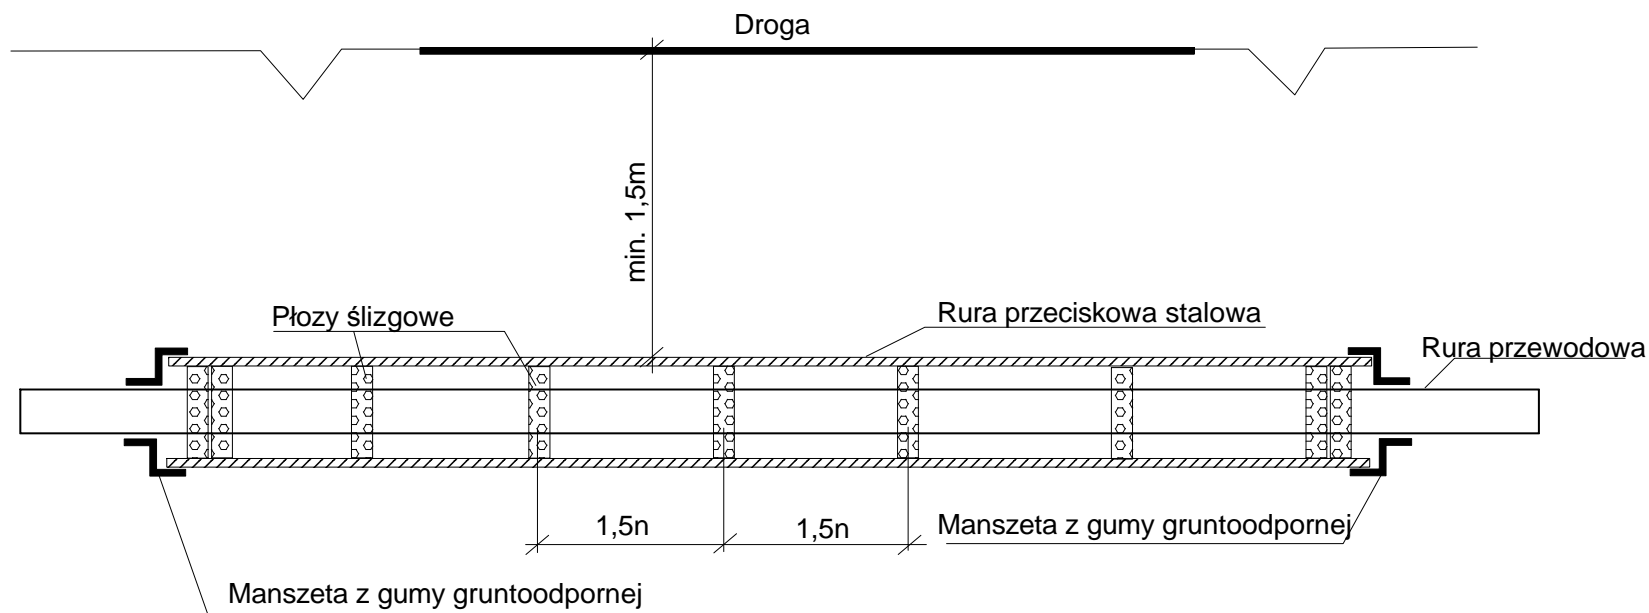 Droga
min. 1,5m
Płozy ślizgowe
Rura przeciskowa stalowa
Rura przewodowa
1,5n
1,5n
Manszeta z gumy gruntoodpornej
Manszeta z gumy gruntoodpornej